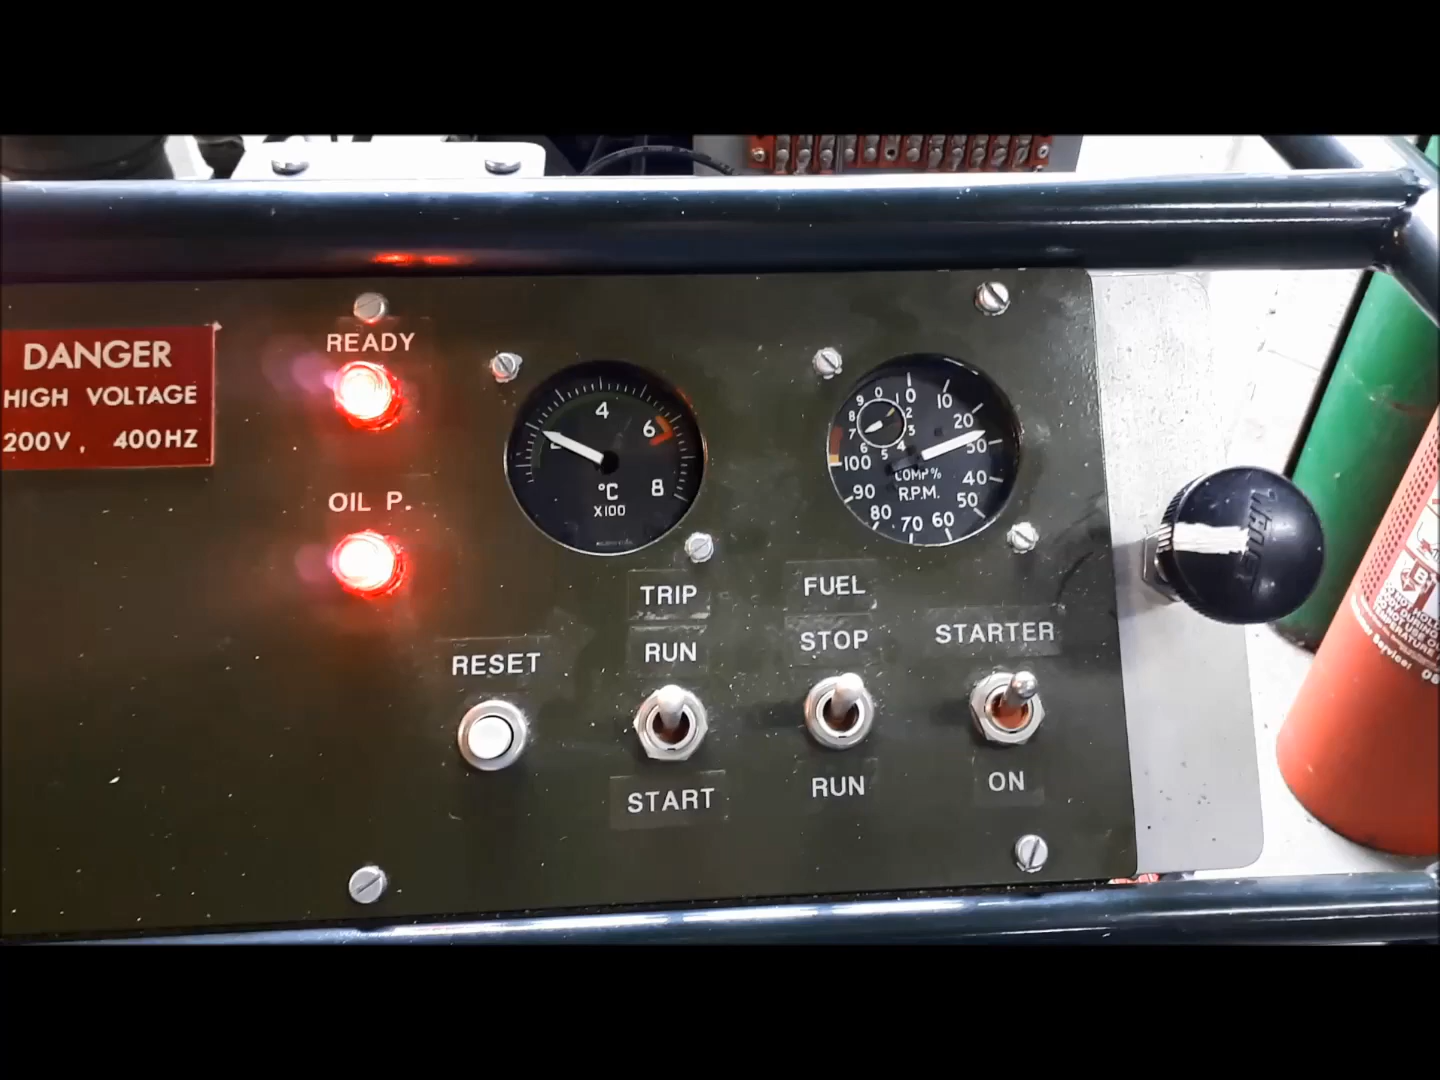 DANGER
HIGH VOLTAGE
200V, 400HZ
READY
OIL P.
4
6
8
°C
X100
0
1
2
3
4
5
6
7
8
9
0
10
20
30
40
50
60
70
80
90
100
COMP %
R.P.M.
TRIP
RUN
START
FUEL
STOP
RUN
STARTER
ON
RESET